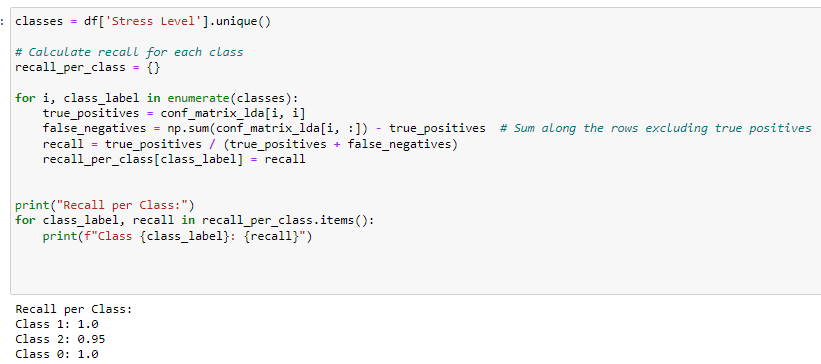 :
classes = df['Stress Level'].unique()
# Calculate recall for each class
recall_per_class = {}
for i, class_label in enumerate(classes):
    true_positives = conf_matrix_lda[i, i]
    false_negatives = np.sum(conf_matrix_lda[i, :]) - true_positives  # Sum along the rows excluding true positives
    recall = true_positives / (true_positives + false_negatives)
    recall_per_class[class_label] = recall
print("Recall per Class:")
for class_label, recall in recall_per_class.items():
    print(f"Class {class_label}: {recall}")
Recall per Class:
Class 1: 1.0
Class 2: 0.95
Class 0: 1.0